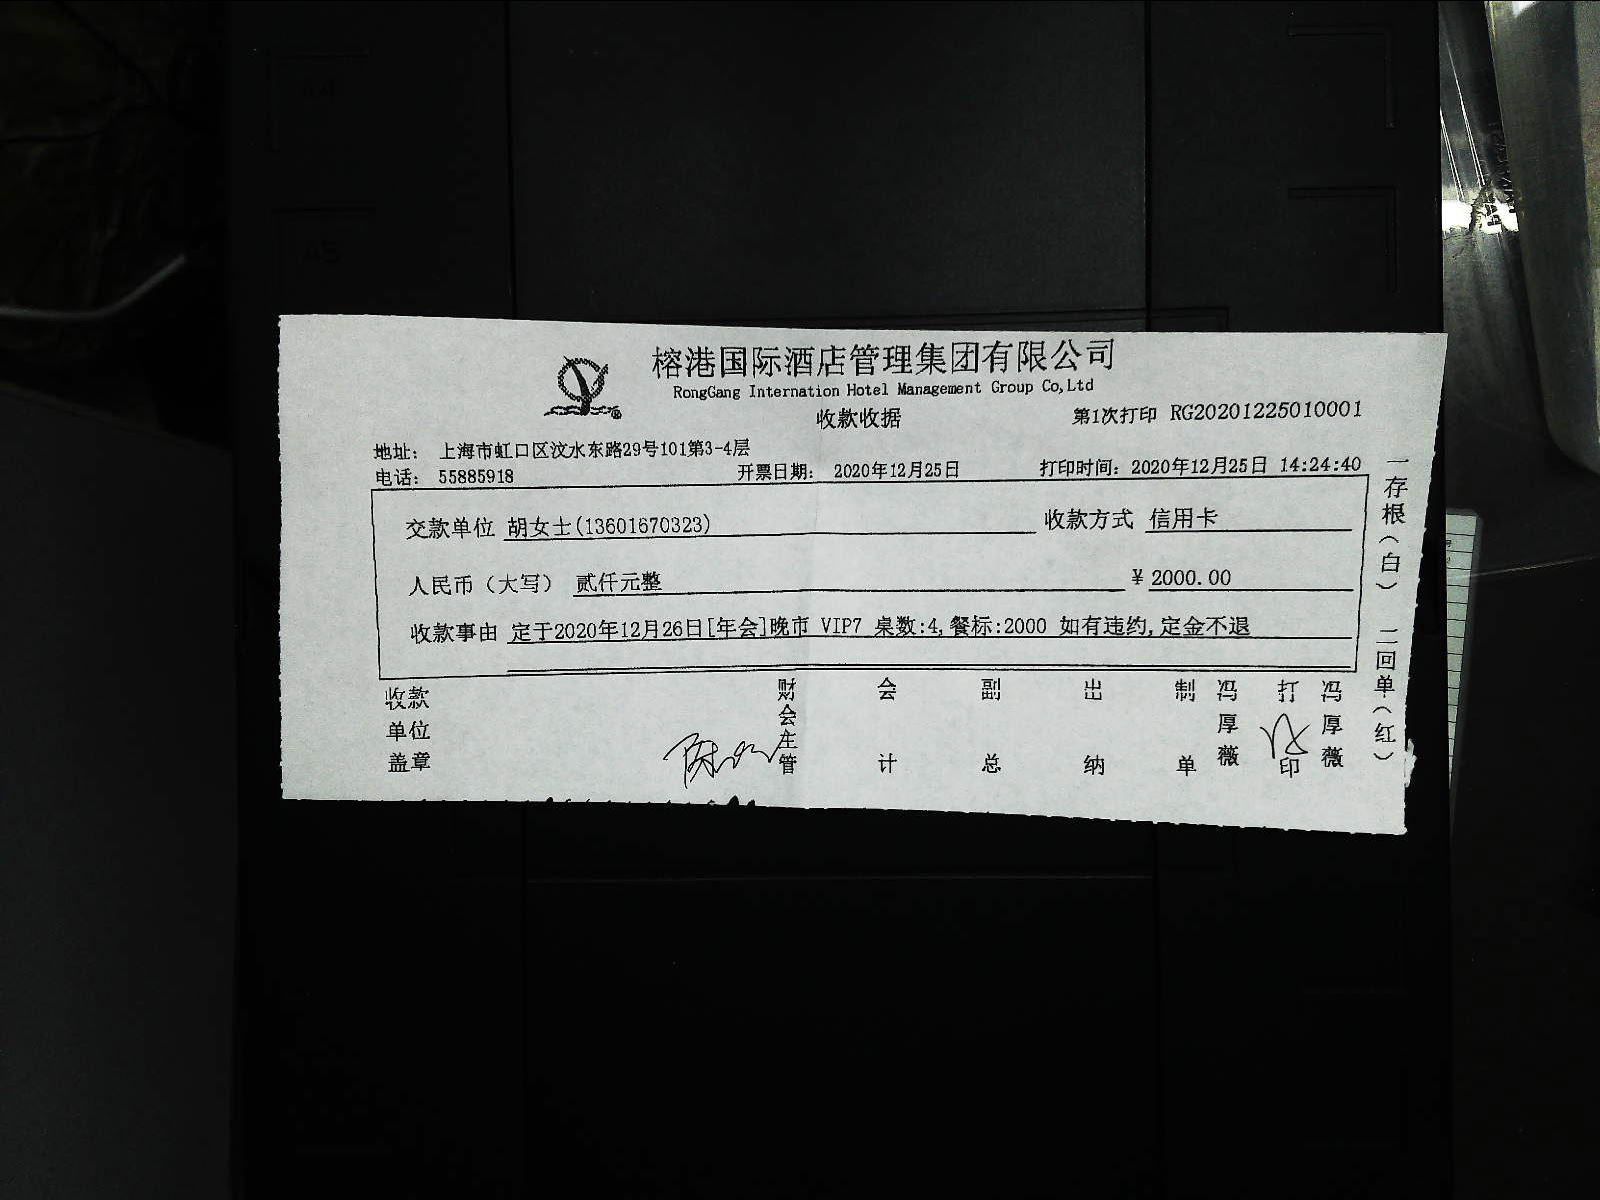 榕港国际酒店管理集团有限公司
RongGang Internation Hotel Management Group Co,Ltd
收款收据 第1次打印 RG20201225010001
地址: 上海市虹口区汶水东路29号101第3-4层
电话: 55885918 开票日期: 2020年12月25日 打印时间: 2020年12月25日 14:24:40
交款单位 胡女士(13601670323) 收款方式 信用卡
人民币（大写） 贰仟元整 ¥ 2000.00
收款事由 定于2020年12月26日[年会]晚市 VIP7 桌数:4,餐标:2000 如有违约,定金不退
收款单位盖章 财会主管 会计 副总 出纳 制单 冯厚薇 打印 冯厚薇
一存根（白） 二回单（红）
A4
A5